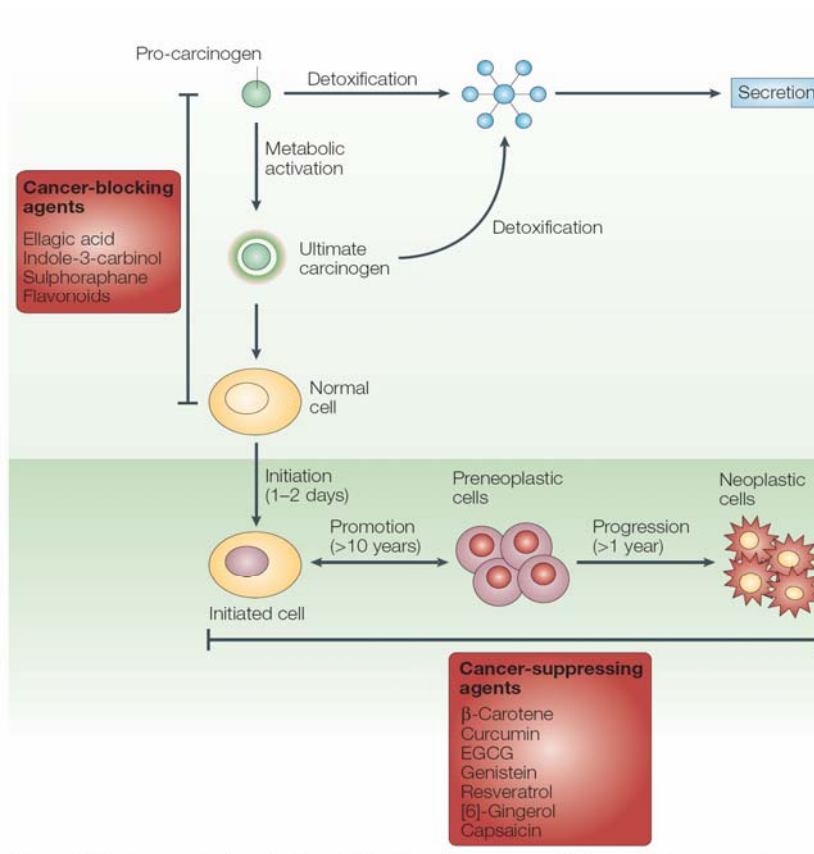 Pro-carcinogen
Detoxification
Secretion
Metabolic
activation
Cancer-blocking
agents
Ellagic acid
Indole-3-carbinol
Sulphoraphane
Flavonoids
Ultimate
carcinogen
Detoxification
Normal
cell
Initiation
(1–2 days)
Preneoplastic
cells
Neoplastic
cells
Promotion
(>10 years)
Progression
(>1 year)
Initiated cell
Cancer-suppressing
agents
β-Carotene
Curcumin
EGCG
Genistein
Resveratrol
[6]-Gingerol
Capsaicin